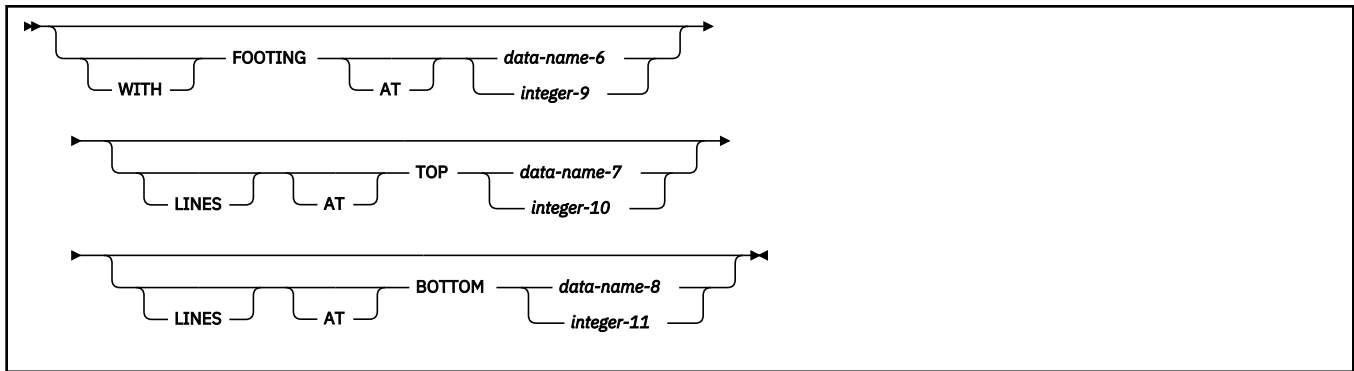 FOOTING data-name-6
WITH AT integer-9
TOP data-name-7
LINES AT integer-10
BOTTOM data-name-8
LINES AT integer-11